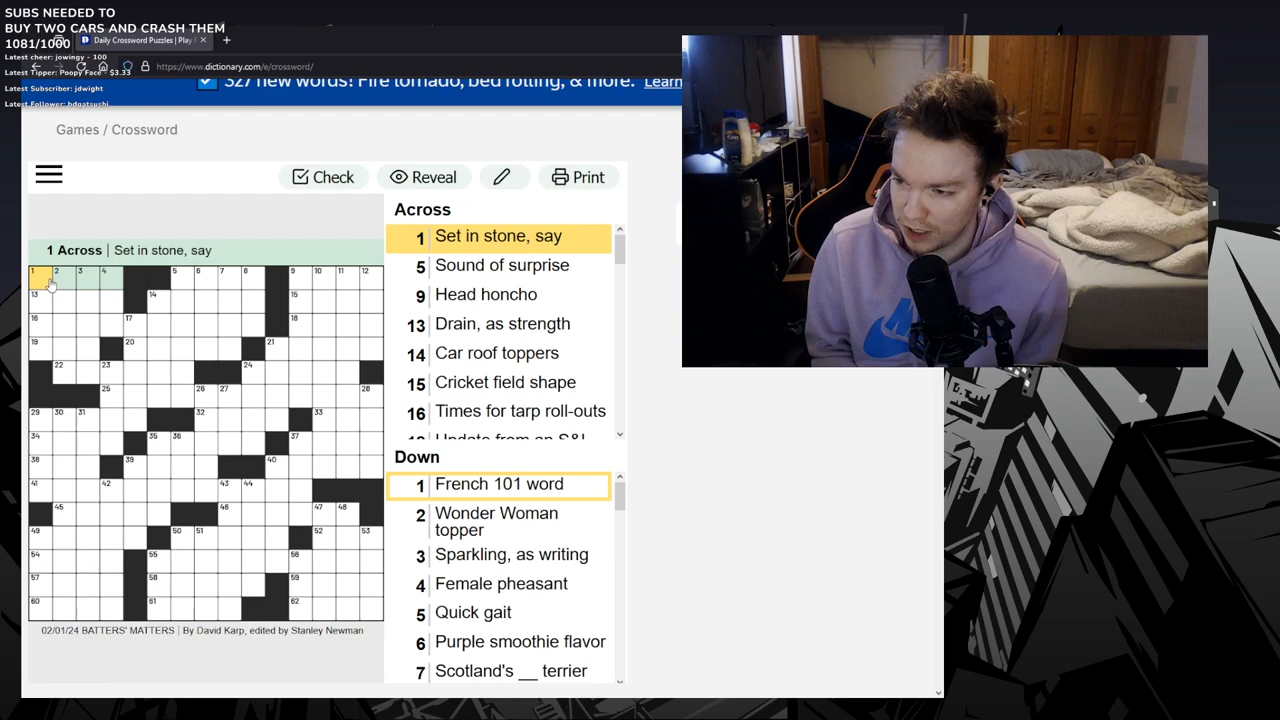 SUBS NEEDED TO
BUY TWO CARS AND CRASH THEM
1081/1000
Latest cheer: jowingy - 100
Latest Tipper: Poopy Face - $3.33
Latest Subscriber: jdwight
Latest Follower: bdgatsushi
Daily Crossword Puzzles | Play
https://www.dictionary.com/e/crossword/
327 new words! Fire tornado, bed rotting, & more. Learn
Games / Crossword
Check
Reveal
Print
1 Across | Set in stone, say
1 2 3 4 5 6 7 8 9 10 11 12
13 14 15
16 17 18
19 20 21
22 23 24
25 26 27 28
29 30 31 32 33
34 35 36 37
38 39 40
41 42 43 44
45 46 47 48
49 50 51 52 53
54 55 56
57 58 59
60 61 62
02/01/24 BATTERS' MATTERS | By David Karp, edited by Stanley Newman
Across
1 Set in stone, say
5 Sound of surprise
9 Head honcho
13 Drain, as strength
14 Car roof toppers
15 Cricket field shape
16 Times for tarp roll-outs
Down
1 French 101 word
2 Wonder Woman
topper
3 Sparkling, as writing
4 Female pheasant
5 Quick gait
6 Purple smoothie flavor
7 Scotland's __ terrier